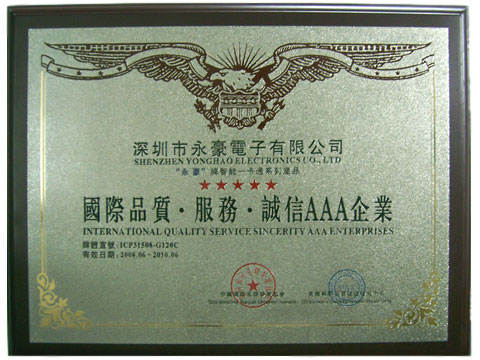 深圳市永豪電子有限公司
SHENZHEN YONGHAO ELECTRONICS CO., LTD
"永豪"牌智能一卡通系列產品
國際品質·服務·誠信AAA企業
INTERNATIONAL QUALITY SERVICE SINCERITY AAA ENTERPRISES
牌證宣號: ICP31508-G120C
有效日期: 2008.06 - 2010.06